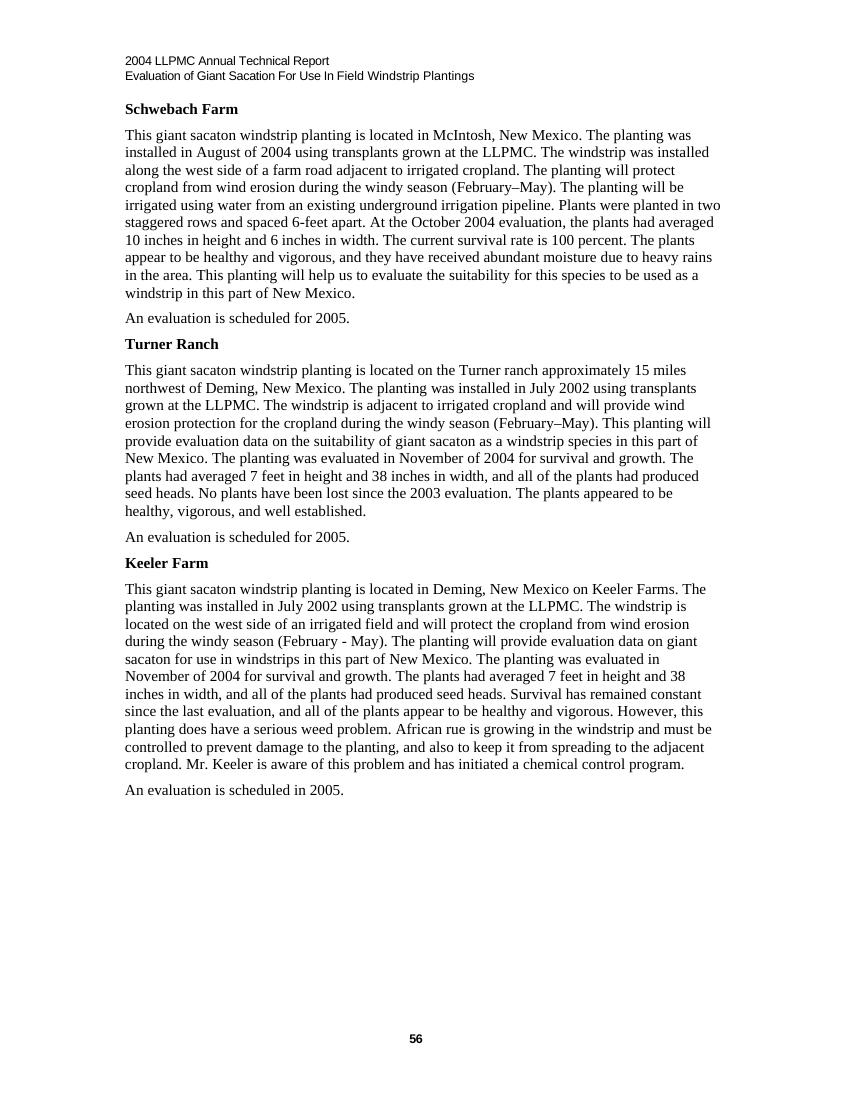 2004 LLPMC Annual Technical Report
Evaluation of Giant Sacation For Use In Field Windstrip Plantings
Schwebach Farm
This giant sacaton windstrip planting is located in McIntosh, New Mexico. The planting was
installed in August of 2004 using transplants grown at the LLPMC. The windstrip was installed
along the west side of a farm road adjacent to irrigated cropland. The planting will protect
cropland from wind erosion during the windy season (February–May). The planting will be
irrigated using water from an existing underground irrigation pipeline. Plants were planted in two
staggered rows and spaced 6-feet apart. At the October 2004 evaluation, the plants had averaged
10 inches in height and 6 inches in width. The current survival rate is 100 percent. The plants
appear to be healthy and vigorous, and they have received abundant moisture due to heavy rains
in the area. This planting will help us to evaluate the suitability for this species to be used as a
windstrip in this part of New Mexico.
An evaluation is scheduled for 2005.
Turner Ranch
This giant sacaton windstrip planting is located on the Turner ranch approximately 15 miles
northwest of Deming, New Mexico. The planting was installed in July 2002 using transplants
grown at the LLPMC. The windstrip is adjacent to irrigated cropland and will provide wind
erosion protection for the cropland during the windy season (February–May). This planting will
provide evaluation data on the suitability of giant sacaton as a windstrip species in this part of
New Mexico. The planting was evaluated in November of 2004 for survival and growth. The
plants had averaged 7 feet in height and 38 inches in width, and all of the plants had produced
seed heads. No plants have been lost since the 2003 evaluation. The plants appeared to be
healthy, vigorous, and well established.
An evaluation is scheduled for 2005.
Keeler Farm
This giant sacaton windstrip planting is located in Deming, New Mexico on Keeler Farms. The
planting was installed in July 2002 using transplants grown at the LLPMC. The windstrip is
located on the west side of an irrigated field and will protect the cropland from wind erosion
during the windy season (February - May). The planting will provide evaluation data on giant
sacaton for use in windstrips in this part of New Mexico. The planting was evaluated in
November of 2004 for survival and growth. The plants had averaged 7 feet in height and 38
inches in width, and all of the plants had produced seed heads. Survival has remained constant
since the last evaluation, and all of the plants appear to be healthy and vigorous. However, this
planting does have a serious weed problem. African rue is growing in the windstrip and must be
controlled to prevent damage to the planting, and also to keep it from spreading to the adjacent
cropland. Mr. Keeler is aware of this problem and has initiated a chemical control program.
An evaluation is scheduled in 2005.
56